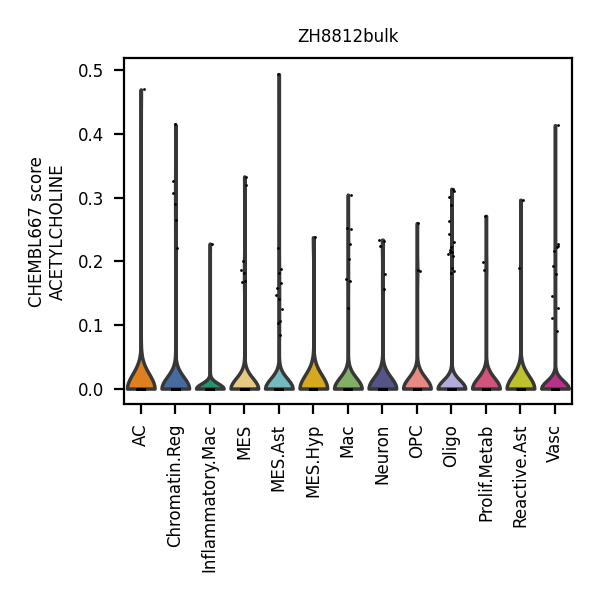 ZH8812bulk
CHEMBL667 score
ACETYLCHOLINE
0.5
0.4
0.3
0.2
0.1
0.0
AC
Chromatin.Reg
Inflammatory.Mac
MES
MES.Ast
MES.Hyp
Mac
Neuron
OPC
Oligo
Prolif.Metab
Reactive.Ast
Vasc